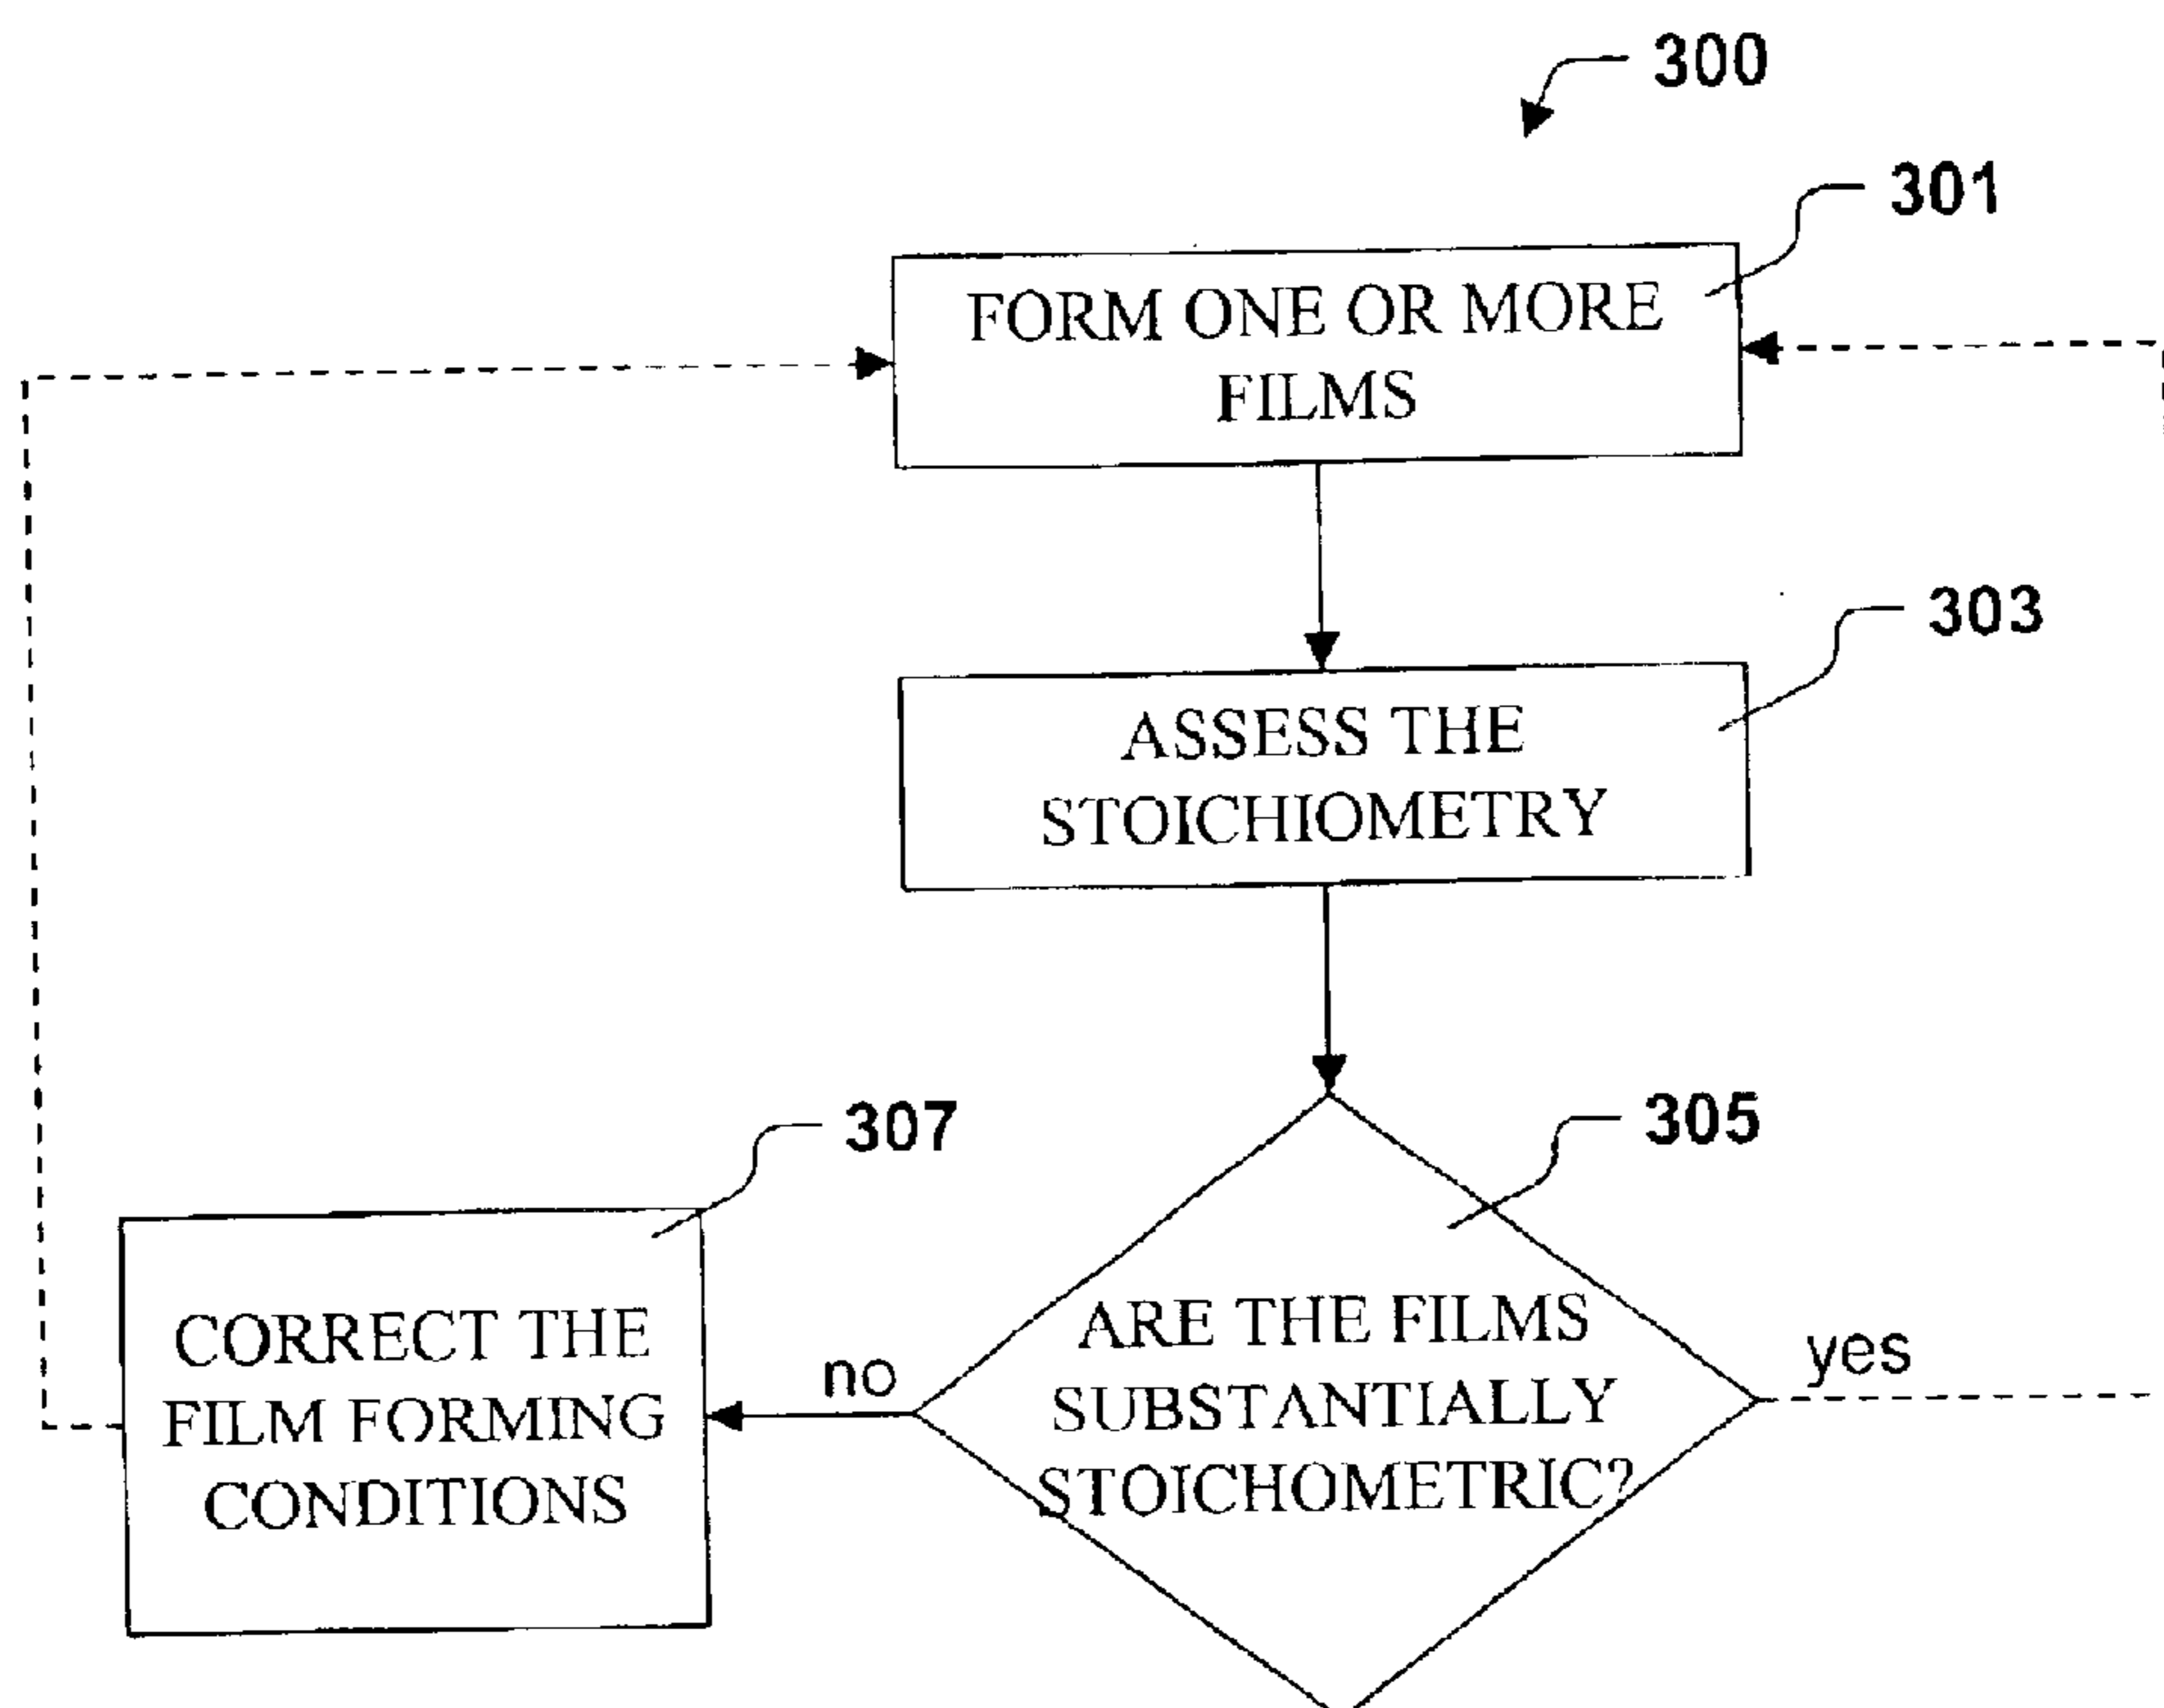 300
301
FORM ONE OR MORE
FILMS
303
ASSESS THE
STOICHIOMETRY
305
307
ARE THE FILMS
SUBSTANTIALLY
STOICHOMETRIC?
yes
no
CORRECT THE
FILM FORMING
CONDITIONS